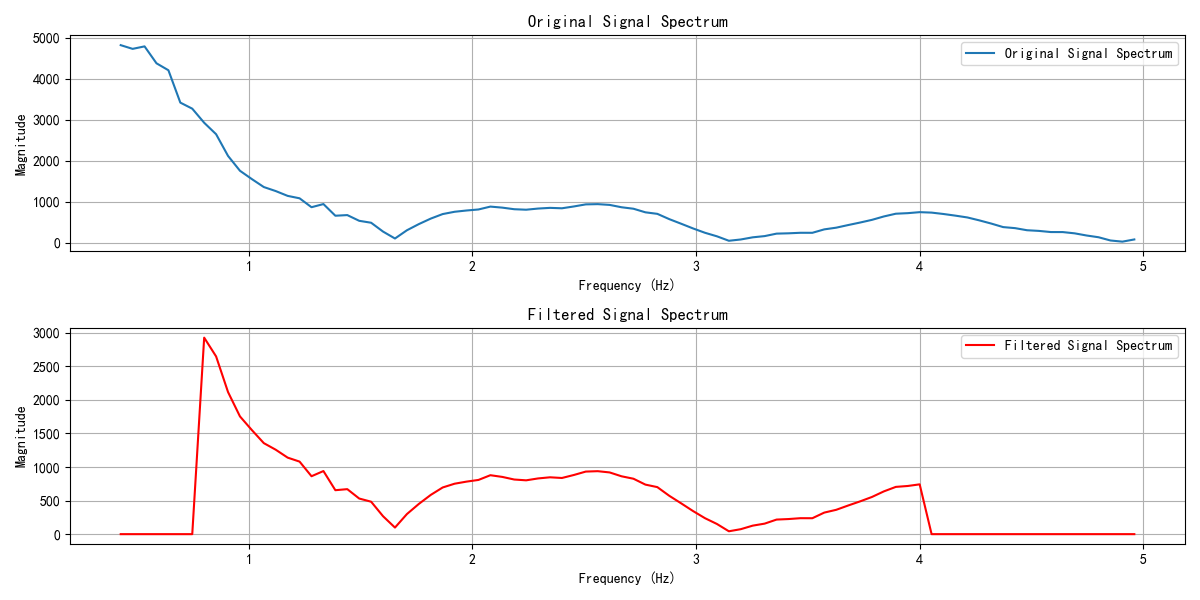 Original Signal Spectrum
5000
4000
3000
2000
1000
0
Magnitude
Original Signal Spectrum
1 2 3 4 5
Frequency (Hz)
Filtered Signal Spectrum
3000
2500
2000
1500
1000
500
0
Magnitude
Filtered Signal Spectrum
1 2 3 4 5
Frequency (Hz)